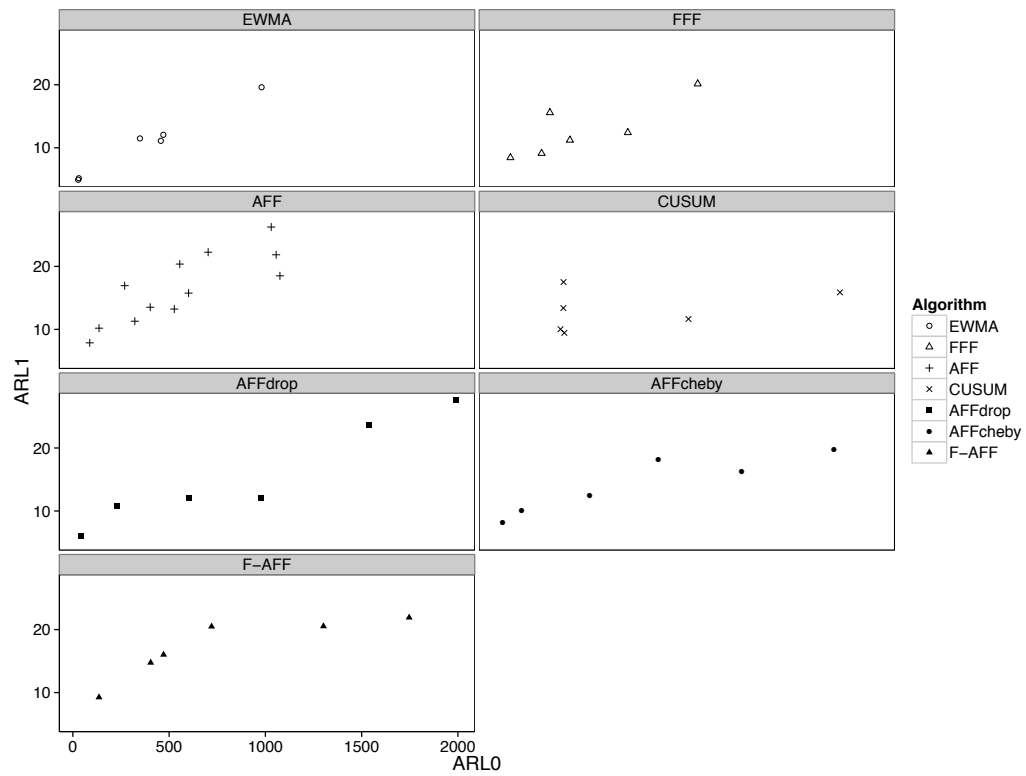 EWMA
FFF
20
10
AFF
CUSUM
20
10
AFFdrop
AFFcheby
20
10
F−AFF
20
10
0 500 1000 1500 2000
ARL0
ARL1
Algorithm
EWMA
FFF
AFF
CUSUM
AFFdrop
AFFcheby
F−AFF